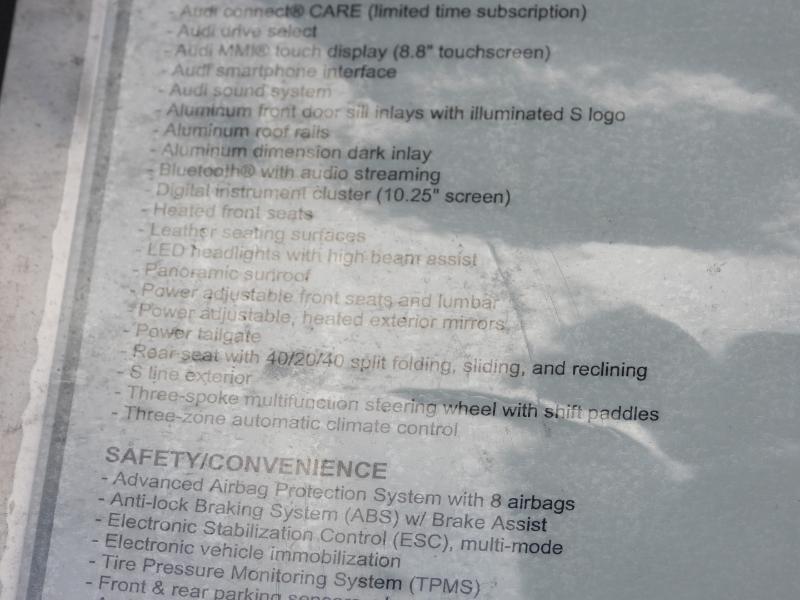 - Audi connect® CARE (limited time subscription)
- Audi drive select
- Audi MMI® touch display (8.8" touchscreen)
- Audi smartphone interface
- Audi sound system
- Aluminum front door sill inlays with illuminated S logo
- Aluminum roof rails
- Aluminum dimension dark inlay
- Bluetooth® with audio streaming
- Digital instrument cluster (10.25" screen)
- Heated front seats
- Leather seating surfaces
- LED headlights with high beam assist
- Panoramic sunroof
- Power adjustable front seats and lumbar
- Power adjustable, heated exterior mirrors
- Power tailgate
- Rear seat with 40/20/40 split folding, sliding, and reclining
- S line exterior
- Three-spoke multifunction steering wheel with shift paddles
- Three-zone automatic climate control
SAFETY/CONVENIENCE
- Advanced Airbag Protection System with 8 airbags
- Anti-lock Braking System (ABS) w/ Brake Assist
- Electronic Stabilization Control (ESC), multi-mode
- Electronic vehicle immobilization
- Tire Pressure Monitoring System (TPMS)
- Front & rear parking